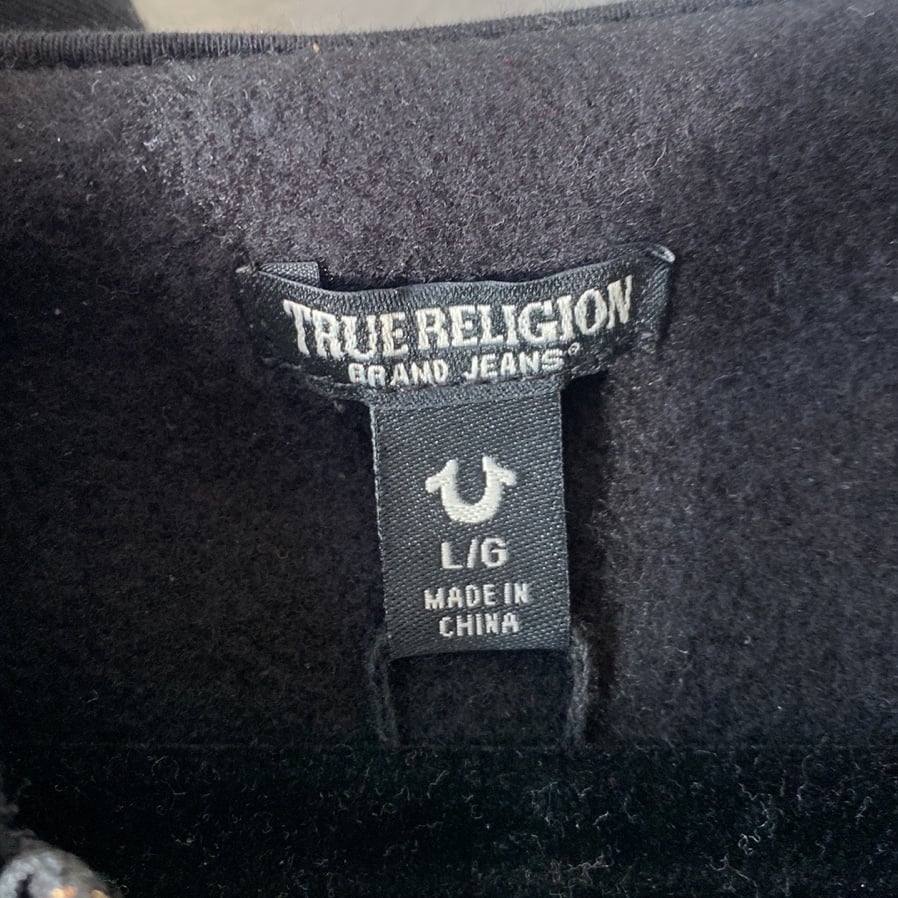 TRUE RELIGION
BRAND JEANS®
L/G
MADE IN
CHINA